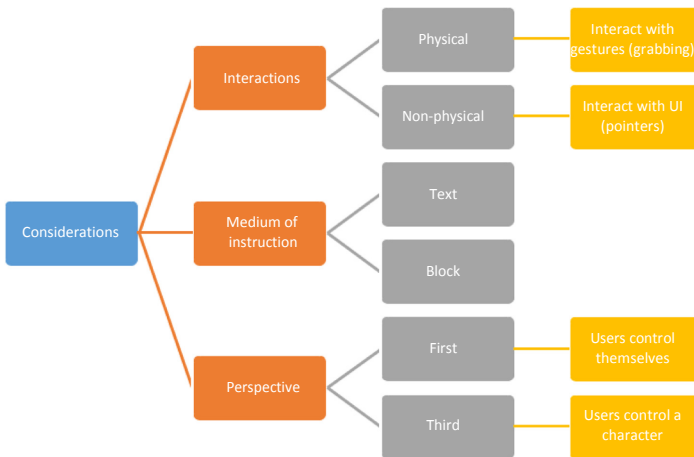 Considerations
Interactions
Physical
Interact with
gestures (grabbing)
Non-physical
Interact with UI
(pointers)
Medium of
instruction
Text
Block
Perspective
First
Users control
themselves
Third
Users control a
character